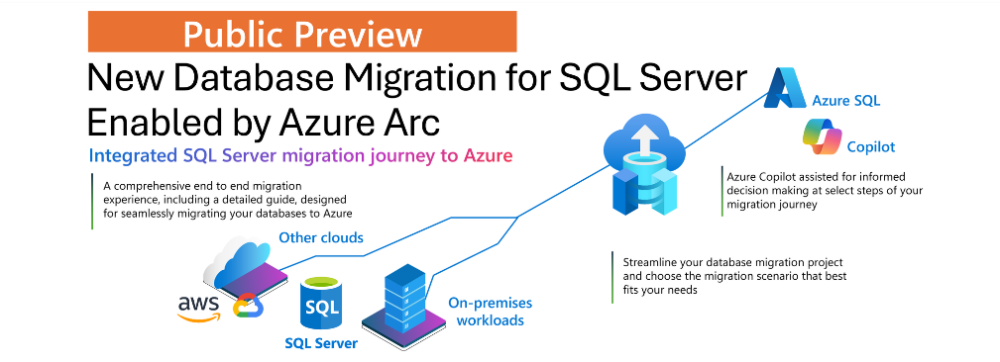 Public Preview
New Database Migration for SQL Server
Enabled by Azure Arc
Integrated SQL Server migration journey to Azure
A comprehensive end to end migration
experience, including a detailed guide, designed
for seamlessly migrating your databases to Azure
Azure SQL
Copilot
Azure Copilot assisted for informed
decision making at select steps of your
migration journey
Other clouds
aws
SQL
SQL Server
On-premises
workloads
Streamline your database migration project
and choose the migration scenario that best
fits your needs